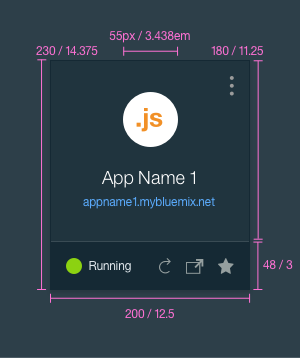 55px / 3.438em
230 / 14.375
180 / 11.25
.js
App Name 1
appname1.mybluemix.net
Running
48 / 3
200 / 12.5